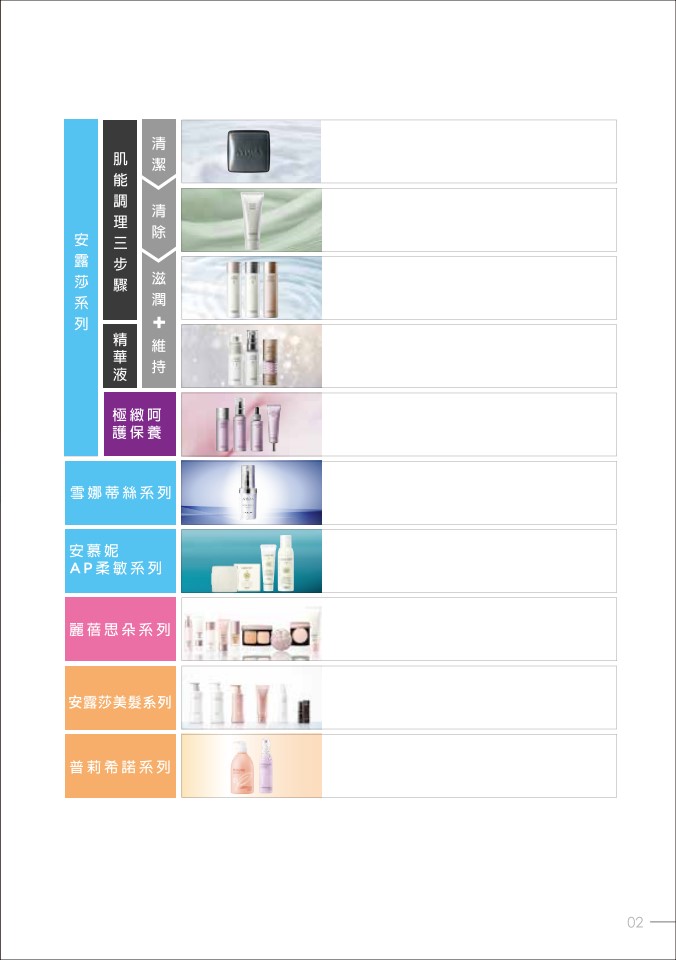 安露莎系列
肌能調理三步驟
清潔
清除
滋潤+維持
精華液
極緻呵
護保養
雪娜蒂絲系列
安慕妮
AP柔敏系列
麗蓓思朵系列
安露莎美髮系列
普莉希諾系列
02